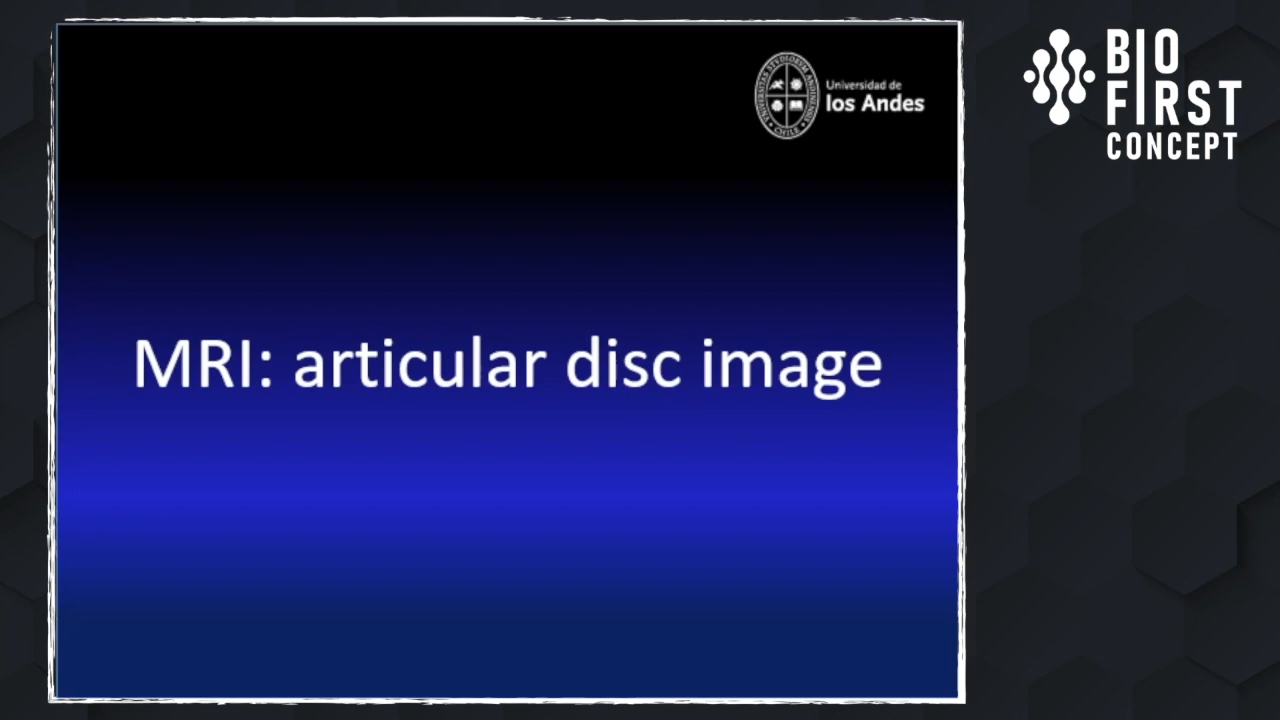 Universidad de
los Andes
BIO
FIRST
CONCEPT
MRI: articular disc image